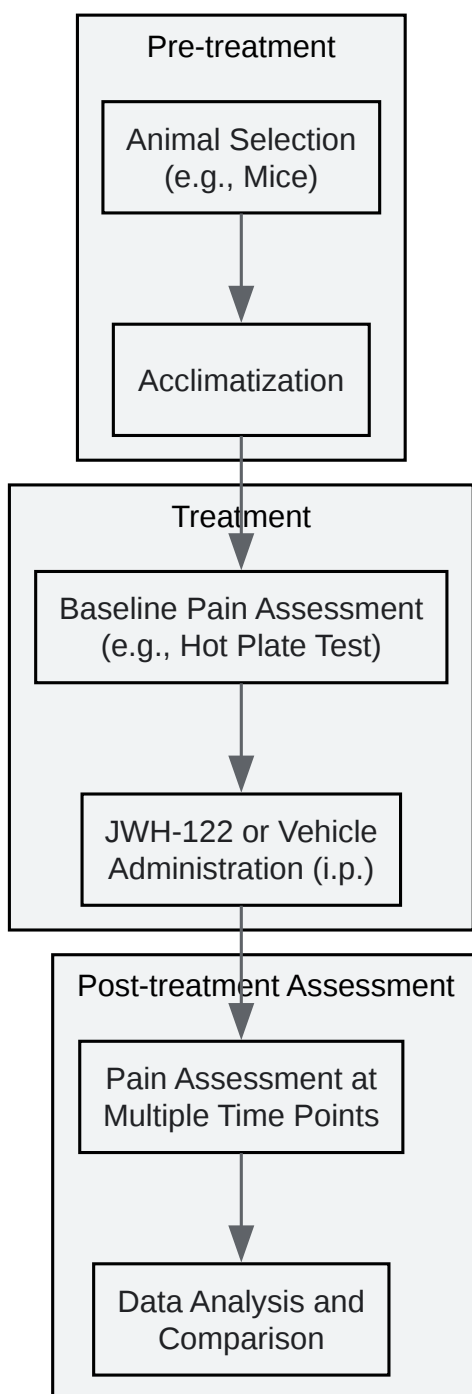 Pre-treatment
Animal Selection
(e.g., Mice)
Acclimatization
Treatment
Baseline Pain Assessment
(e.g., Hot Plate Test)
JWH-122 or Vehicle
Administration (i.p.)
Post-treatment Assessment
Pain Assessment at
Multiple Time Points
Data Analysis and
Comparison